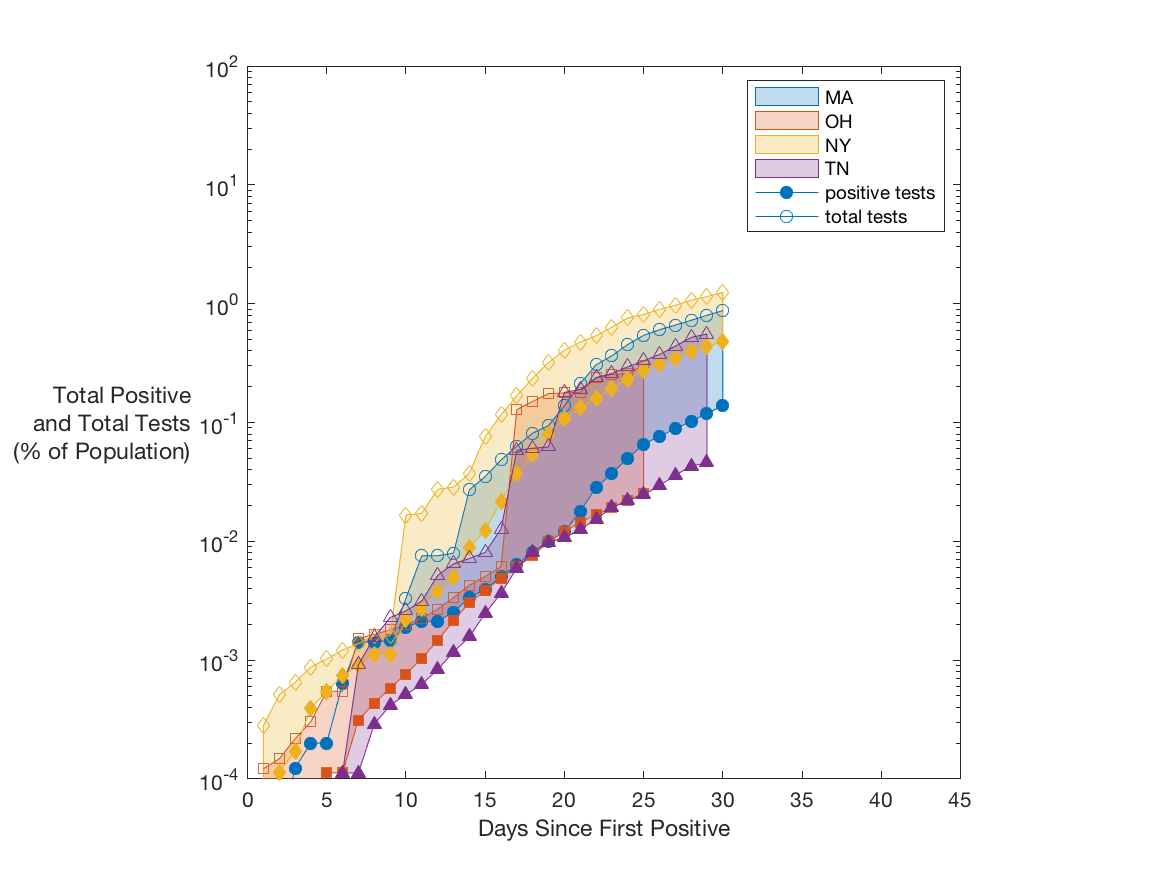 10^2
10^1
10^0
10^-1
10^-2
10^-3
10^-4
Total Positive
and Total Tests
(% of Population)
MA
OH
NY
TN
positive tests
total tests
0 5 10 15 20 25 30 35 40 45
Days Since First Positive